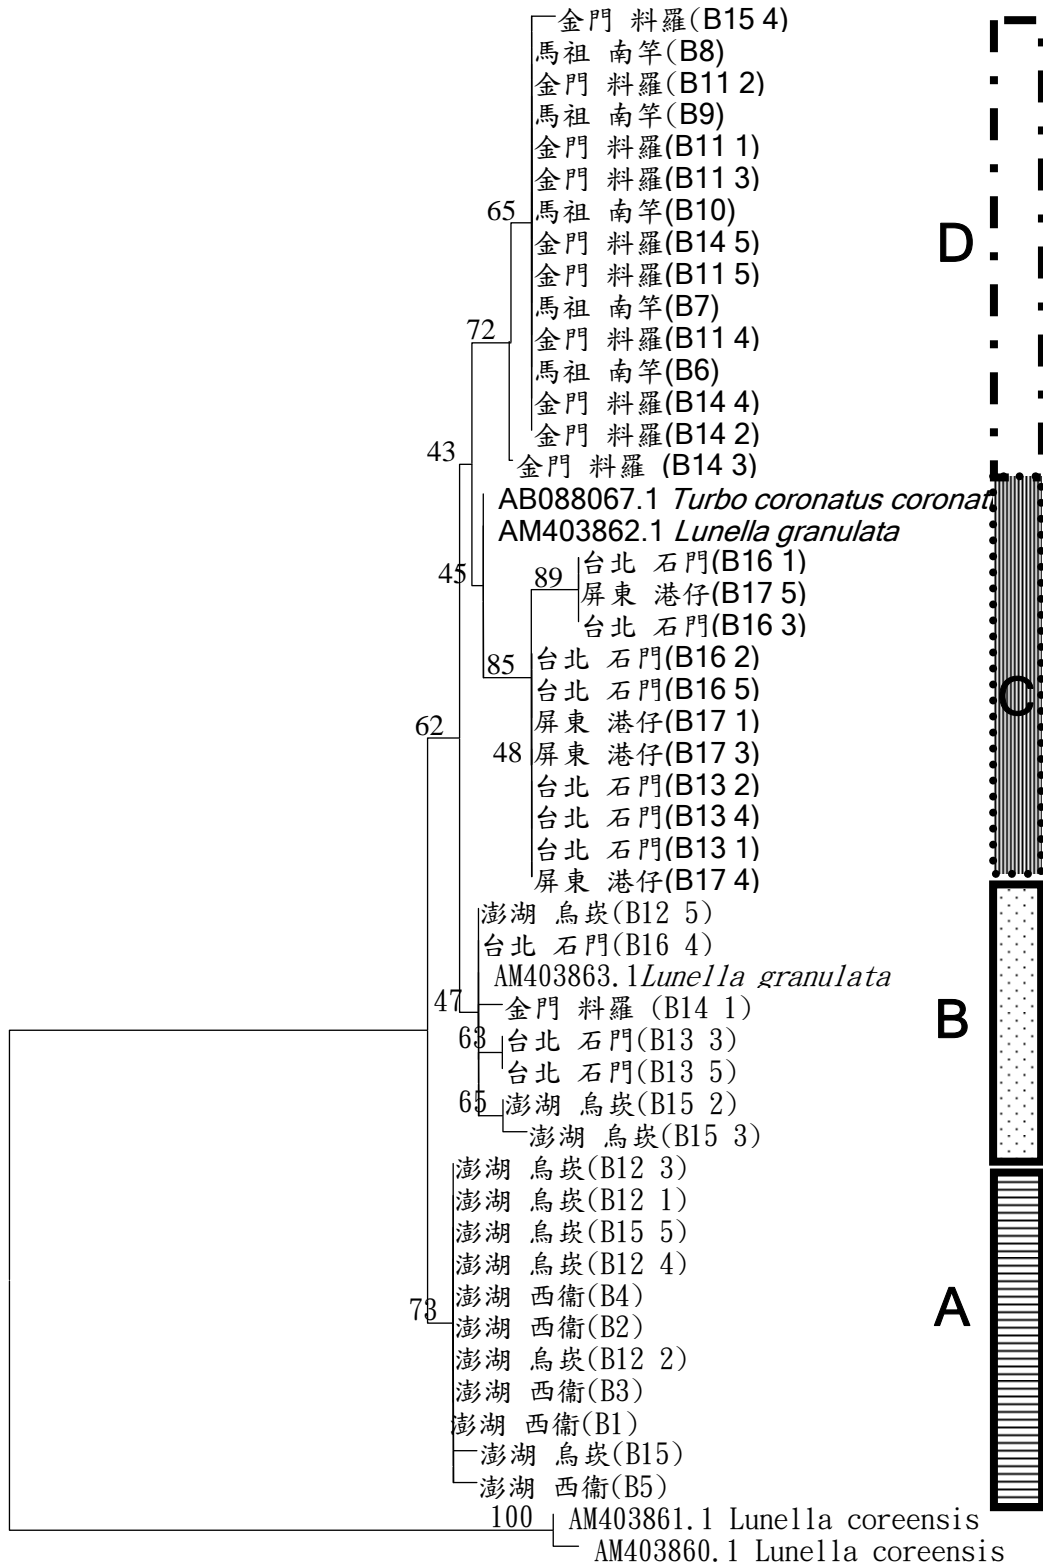 金門 料羅(B15 4)
馬祖 南竿(B8)
金門 料羅(B11 2)
馬祖 南竿(B9)
金門 料羅(B11 1)
金門 料羅(B11 3)
65
馬祖 南竿(B10)
D
金門 料羅(B14 5)
金門 料羅(B11 5)
馬祖 南竿(B7)
72
金門 料羅(B11 4)
馬祖 南竿(B6)
金門 料羅(B14 4)
金門 料羅(B14 2)
43
金門 料羅 (B14 3)
AB088067.1 Turbo coronatus coronat
AM403862.1 Lunella granulata
台北 石門(B16 1)
45
89
屏東 港仔(B17 5)
台北 石門(B16 3)
85
台北 石門(B16 2)
台北 石門(B16 5)
C
62
屏東 港仔(B17 1)
48
屏東 港仔(B17 3)
台北 石門(B13 2)
台北 石門(B13 4)
台北 石門(B13 1)
屏東 港仔(B17 4)
澎湖 烏崁(B12 5)
台北 石門(B16 4)
AM403863.1Lunella granulata
47
金門 料羅 (B14 1)
B
63
台北 石門(B13 3)
台北 石門(B13 5)
65
澎湖 烏崁(B15 2)
澎湖 烏崁(B15 3)
澎湖 烏崁(B12 3)
澎湖 烏崁(B12 1)
澎湖 烏崁(B15 5)
澎湖 烏崁(B12 4)
澎湖 西衛(B4)
A
73
澎湖 西衛(B2)
澎湖 烏崁(B12 2)
澎湖 西衛(B3)
澎湖 西衛(B1)
澎湖 烏崁(B15)
澎湖 西衛(B5)
100
AM403861.1 Lunella coreensis
AM403860.1 Lunella coreensis